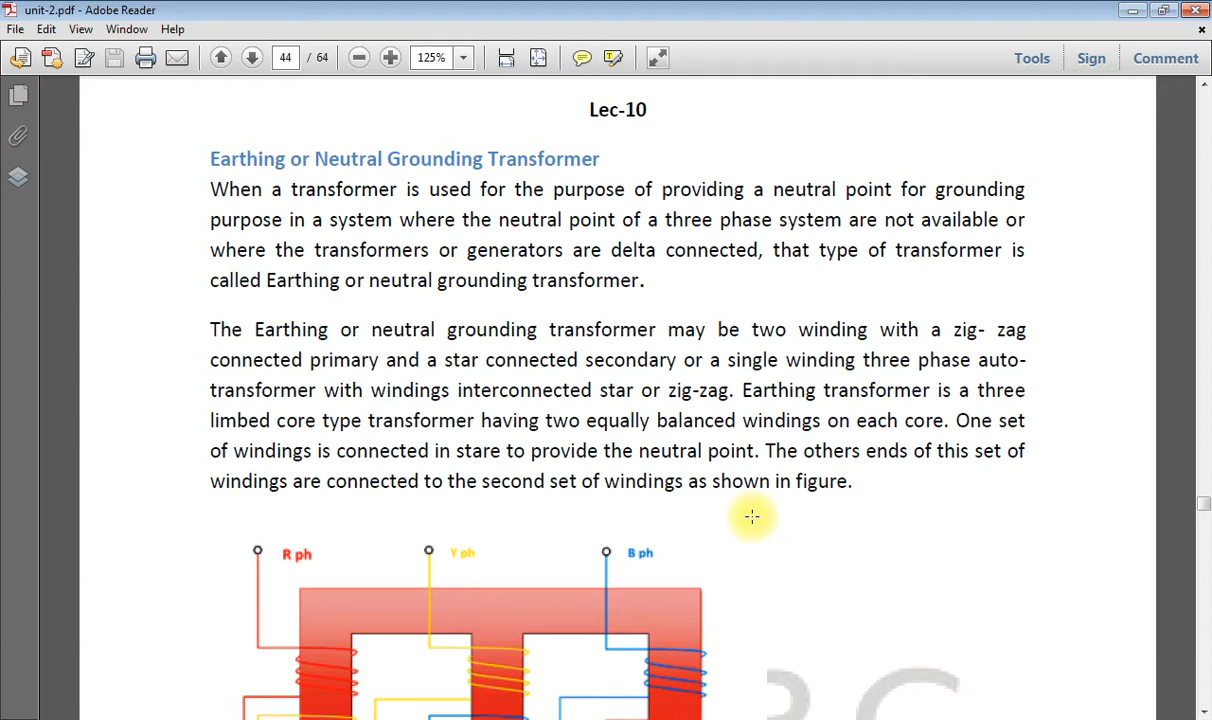 unit-2.pdf - Adobe Reader
File Edit View Window Help
44 / 64 125% Tools Sign Comment
Lec-10
Earthing or Neutral Grounding Transformer
When a transformer is used for the purpose of providing a neutral point for grounding
purpose in a system where the neutral point of a three phase system are not available or
where the transformers or generators are delta connected, that type of transformer is
called Earthing or neutral grounding transformer.
The Earthing or neutral grounding transformer may be two winding with a zig- zag
connected primary and a star connected secondary or a single winding three phase auto-
transformer with windings interconnected star or zig-zag. Earthing transformer is a three
limbed core type transformer having two equally balanced windings on each core. One set
of windings is connected in stare to provide the neutral point. The others ends of this set of
windings are connected to the second set of windings as shown in figure.
R ph Y ph B ph